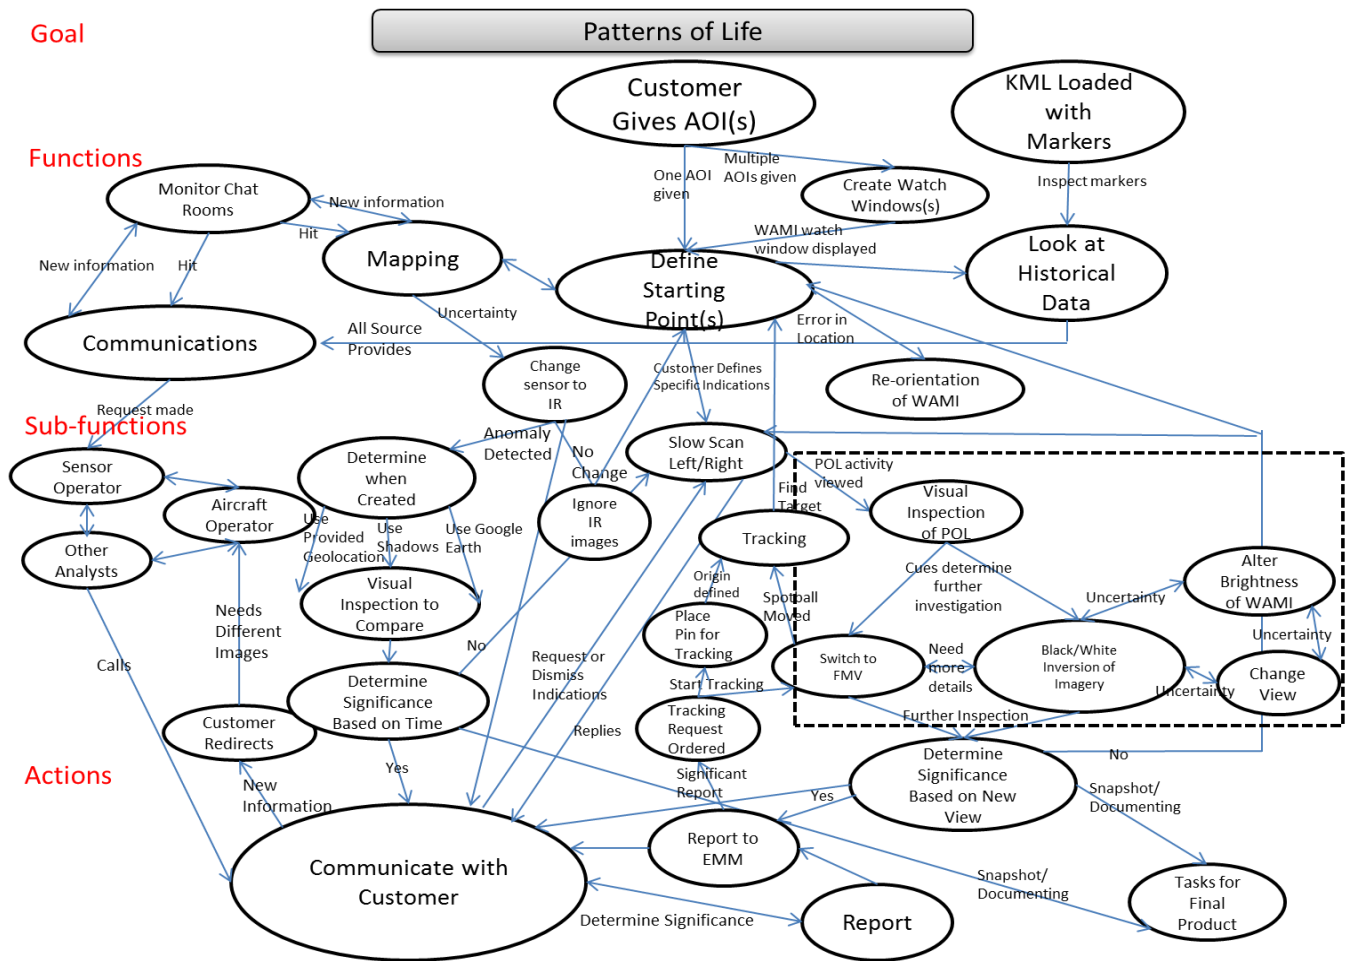 Goal
Patterns of Life
Customer
Gives AOI(s)
KML Loaded
with
Markers
Functions
Monitor Chat
Rooms
New information
One AOI
given
Multiple
AOIs given
Create Watch
Windows(s)
Inspect markers
Hit
Mapping
WAMI watch
window displayed
Look at
Historical
Data
New information
Hit
Define
Starting
Point(s)
Uncertainty
All Source
Provides
Error in
Location
Communications
Change
sensor to
IR
Customer Defines
Specific Indications
Re-orientation
of WAMI
Request made
Sub-functions
Anomaly
Detected
No
Change
Slow Scan
Left/Right
POL activity
viewed
Sensor
Operator
Determine
when
Created
Find
Target
Visual
Inspection
of POL
Aircraft
Operator
Ignore
IR
images
Use
Provided
Geolocation
Use
Shadows
Use Google
Earth
Tracking
Other
Analysts
Visual
Inspection to
Compare
Origin
defined
Spotball
Moved
Cues determine
further
investigation
Alter
Brightness
of WAMI
Uncertainty
Needs
Different
Images
Place
Pin for
Tracking
Uncertainty
No
Calls
Request or
Dismiss
Indications
Switch to
FMV
Need
more
details
Black/White
Inversion of
Imagery
Uncertainty
Change
View
Start Tracking
Determine
Significance
Based on Time
Tracking
Request
Ordered
Further Inspection
Customer
Redirects
Replies
Determine
Significance
Based on New
View
No
Actions
Yes
New
Information
Significant
Report
Yes
Snapshot/
Documenting
Report to
EMM
Communicate with
Customer
Snapshot/
Documenting
Tasks for
Final
Product
Determine Significance
Report